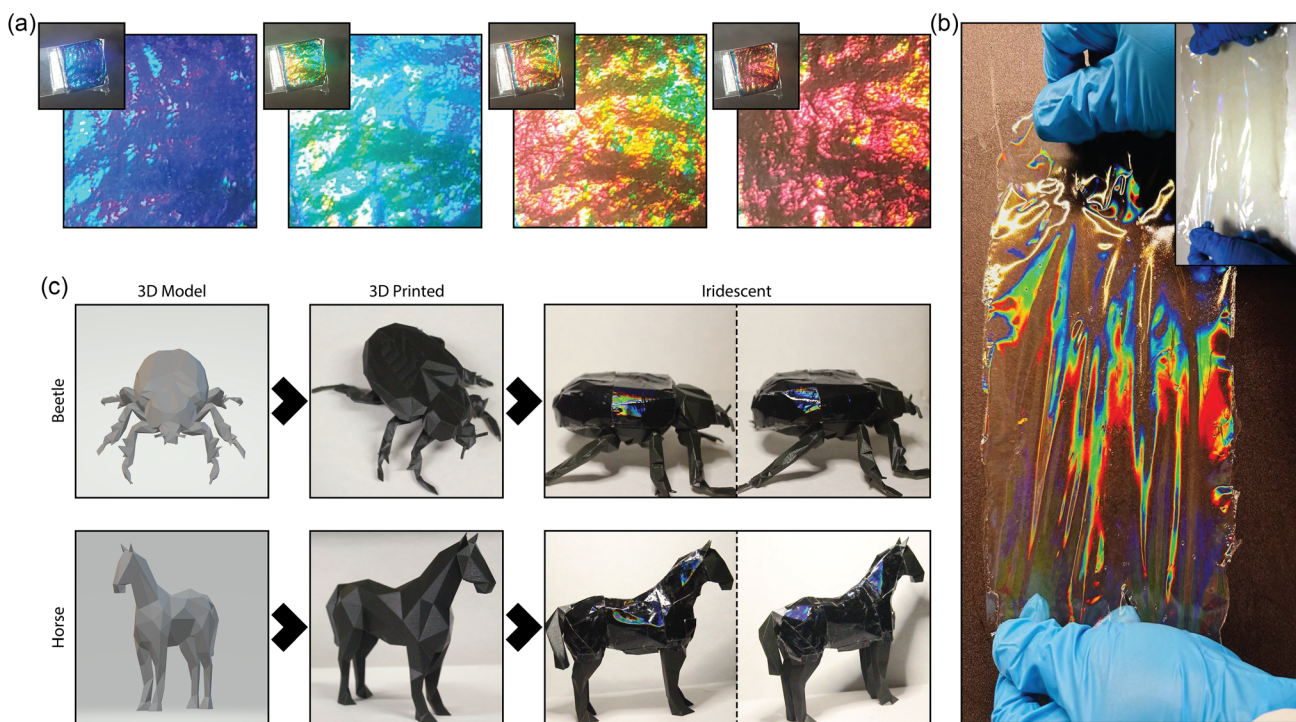 (a)
(b)
(c)
3D Model
3D Printed
Iridescent
Beetle
Horse